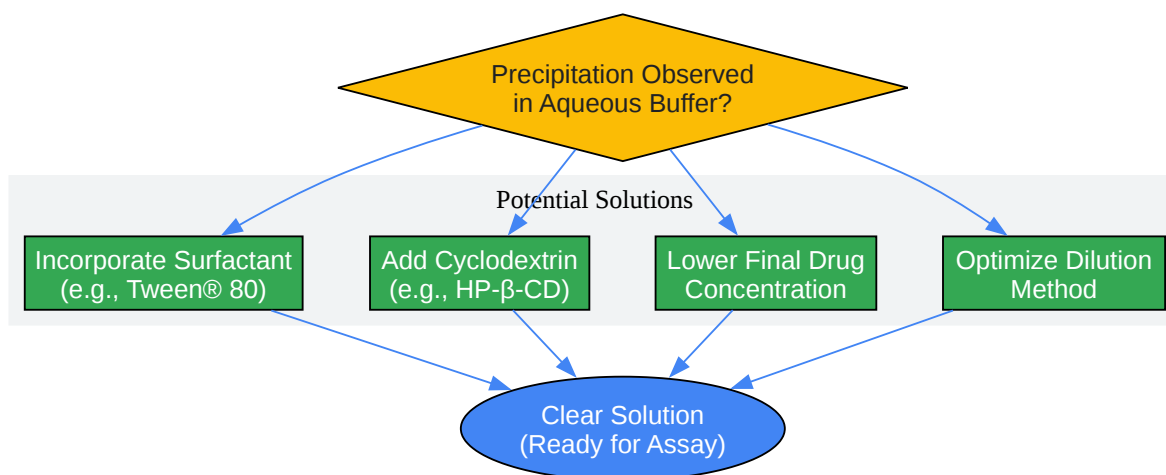 Precipitation Observed
in Aqueous Buffer?
Potential Solutions
Incorporate Surfactant
(e.g., Tween® 80)
Add Cyclodextrin
(e.g., HP-β-CD)
Lower Final Drug
Concentration
Optimize Dilution
Method
Clear Solution
(Ready for Assay)